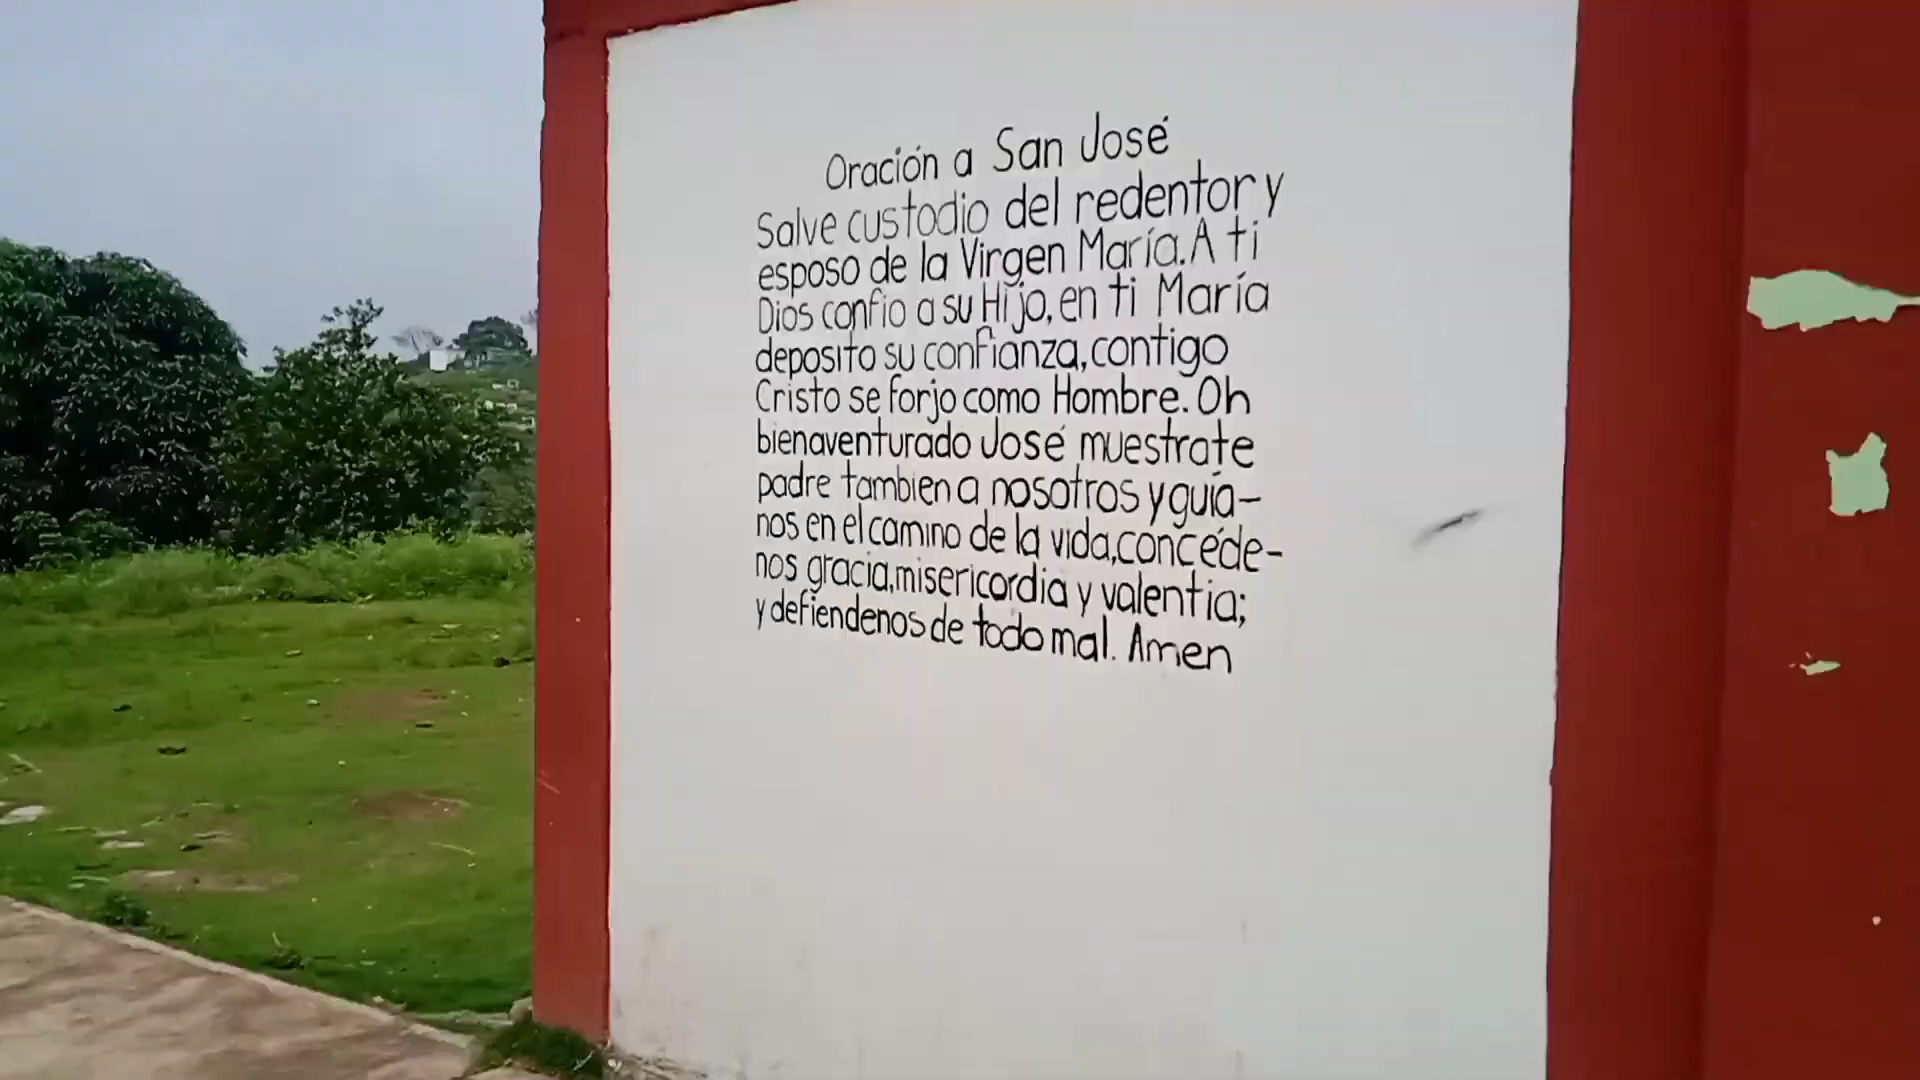 Oración a San José
Salve custodio del redentor y
esposo de la Virgen María. A ti
Dios confio a su Hijo, en ti María
deposito su confianza, contigo
Cristo se forjo como Hombre. Oh
bienaventurado José muestrate
padre tambien a nosotros y guía-
nos en el camino de la vida, concéde-
nos gracia, misericordia y valentia;
y defiendenos de todo mal. Amen